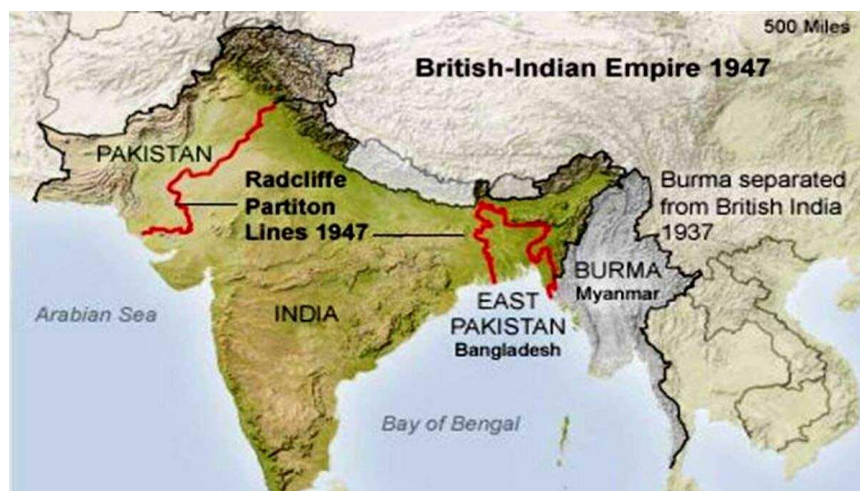 500 Miles
British-Indian Empire 1947
PAKISTAN
Radcliffe
Partiton
Lines 1947
Burma separated
from British India
1937
BURMA
Myanmar
EAST
PAKISTAN
Bangladesh
INDIA
Arabian Sea
Bay of Bengal